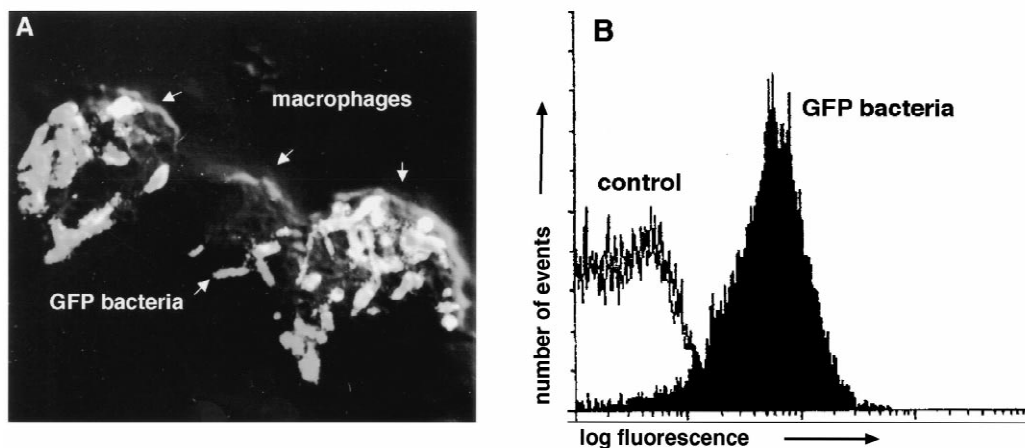 A
macrophages
GFP bacteria
B
GFP bacteria
control
number of events
log fluorescence